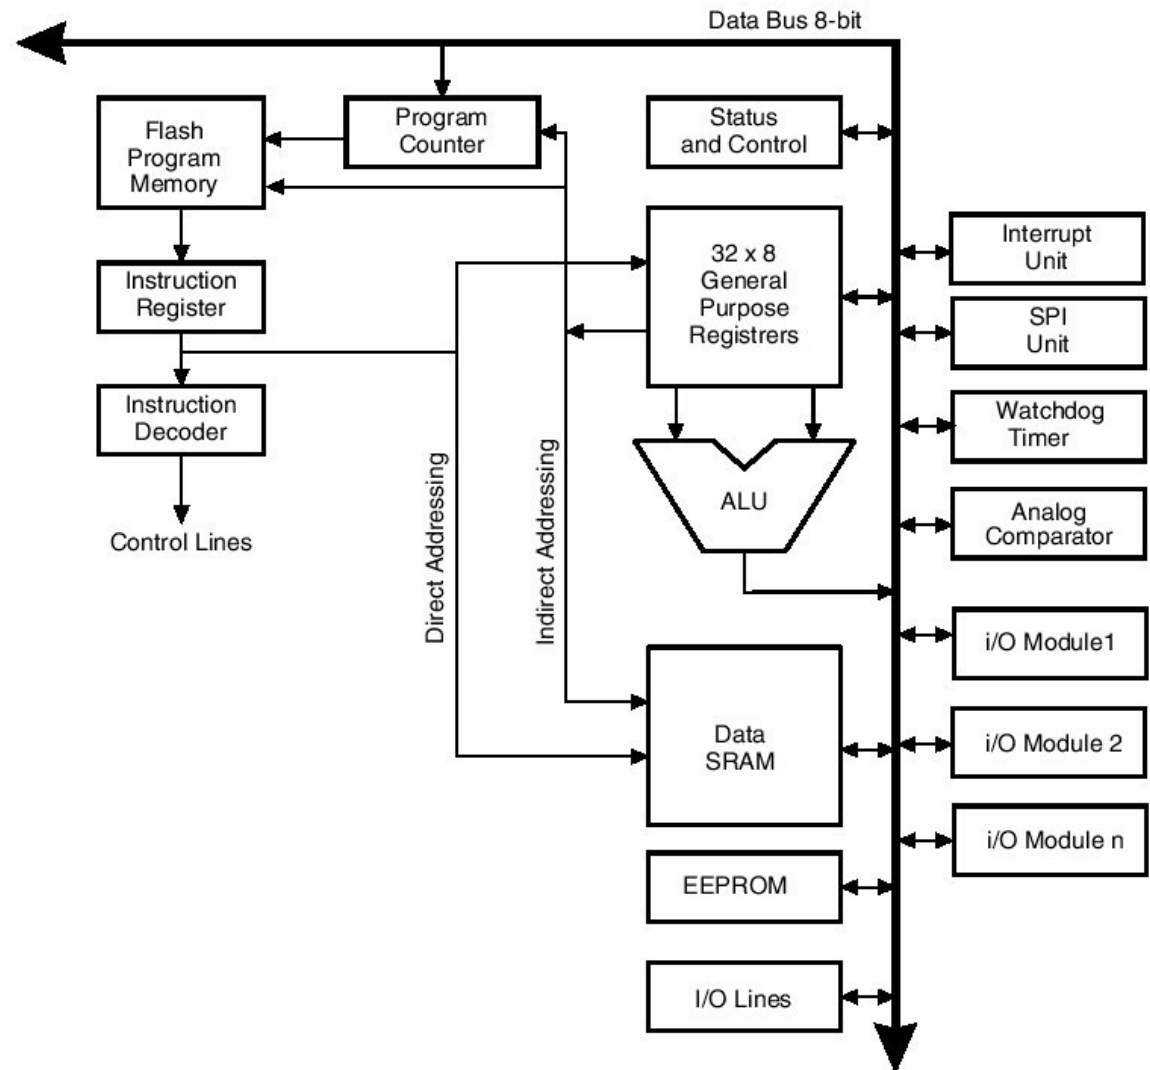 Data Bus 8-bit
Flash
Program
Memory
Program
Counter
Status
and Control
Instruction
Register
32 x 8
General
Purpose
Registrers
Interrupt
Unit
SPI
Unit
Instruction
Decoder
Watchdog
Timer
Control Lines
Direct Addressing
Indirect Addressing
ALU
Analog
Comparator
i/O Module1
Data
SRAM
i/O Module 2
i/O Module n
EEPROM
I/O Lines